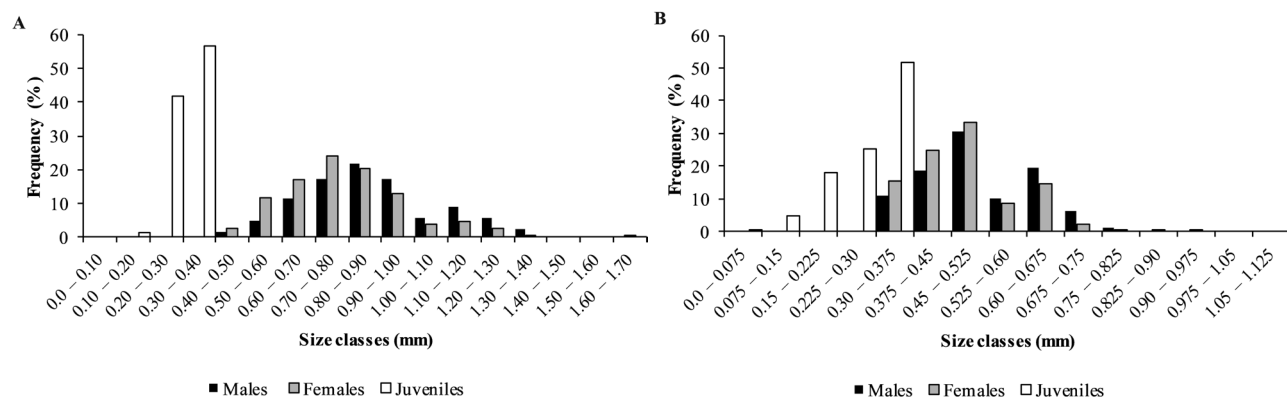 A
60
50
40
30
20
10
0
Frequency (%)
0.0 – 0.10
0.10 – 0.20
0.20 – 0.30
0.30 – 0.40
0.40 – 0.50
0.50 – 0.60
0.60 – 0.70
0.70 – 0.80
0.80 – 0.90
0.90 – 1.00
1.00 – 1.10
1.10 – 1.20
1.20 – 1.30
1.30 – 1.40
1.40 – 1.50
1.50 – 1.60
1.60 – 1.70
Size classes (mm)
Males Females Juveniles
B
60
50
40
30
20
10
0
Frequency (%)
0.0 – 0.075
0.075 – 0.15
0.15 – 0.225
0.225 – 0.30
0.30 – 0.375
0.375 – 0.45
0.45 – 0.525
0.525 – 0.60
0.60 – 0.675
0.675 – 0.75
0.75 – 0.825
0.825 – 0.90
0.90 – 0.975
0.975 – 1.05
1.05 – 1.125
Size classes (mm)
Males Females Juveniles